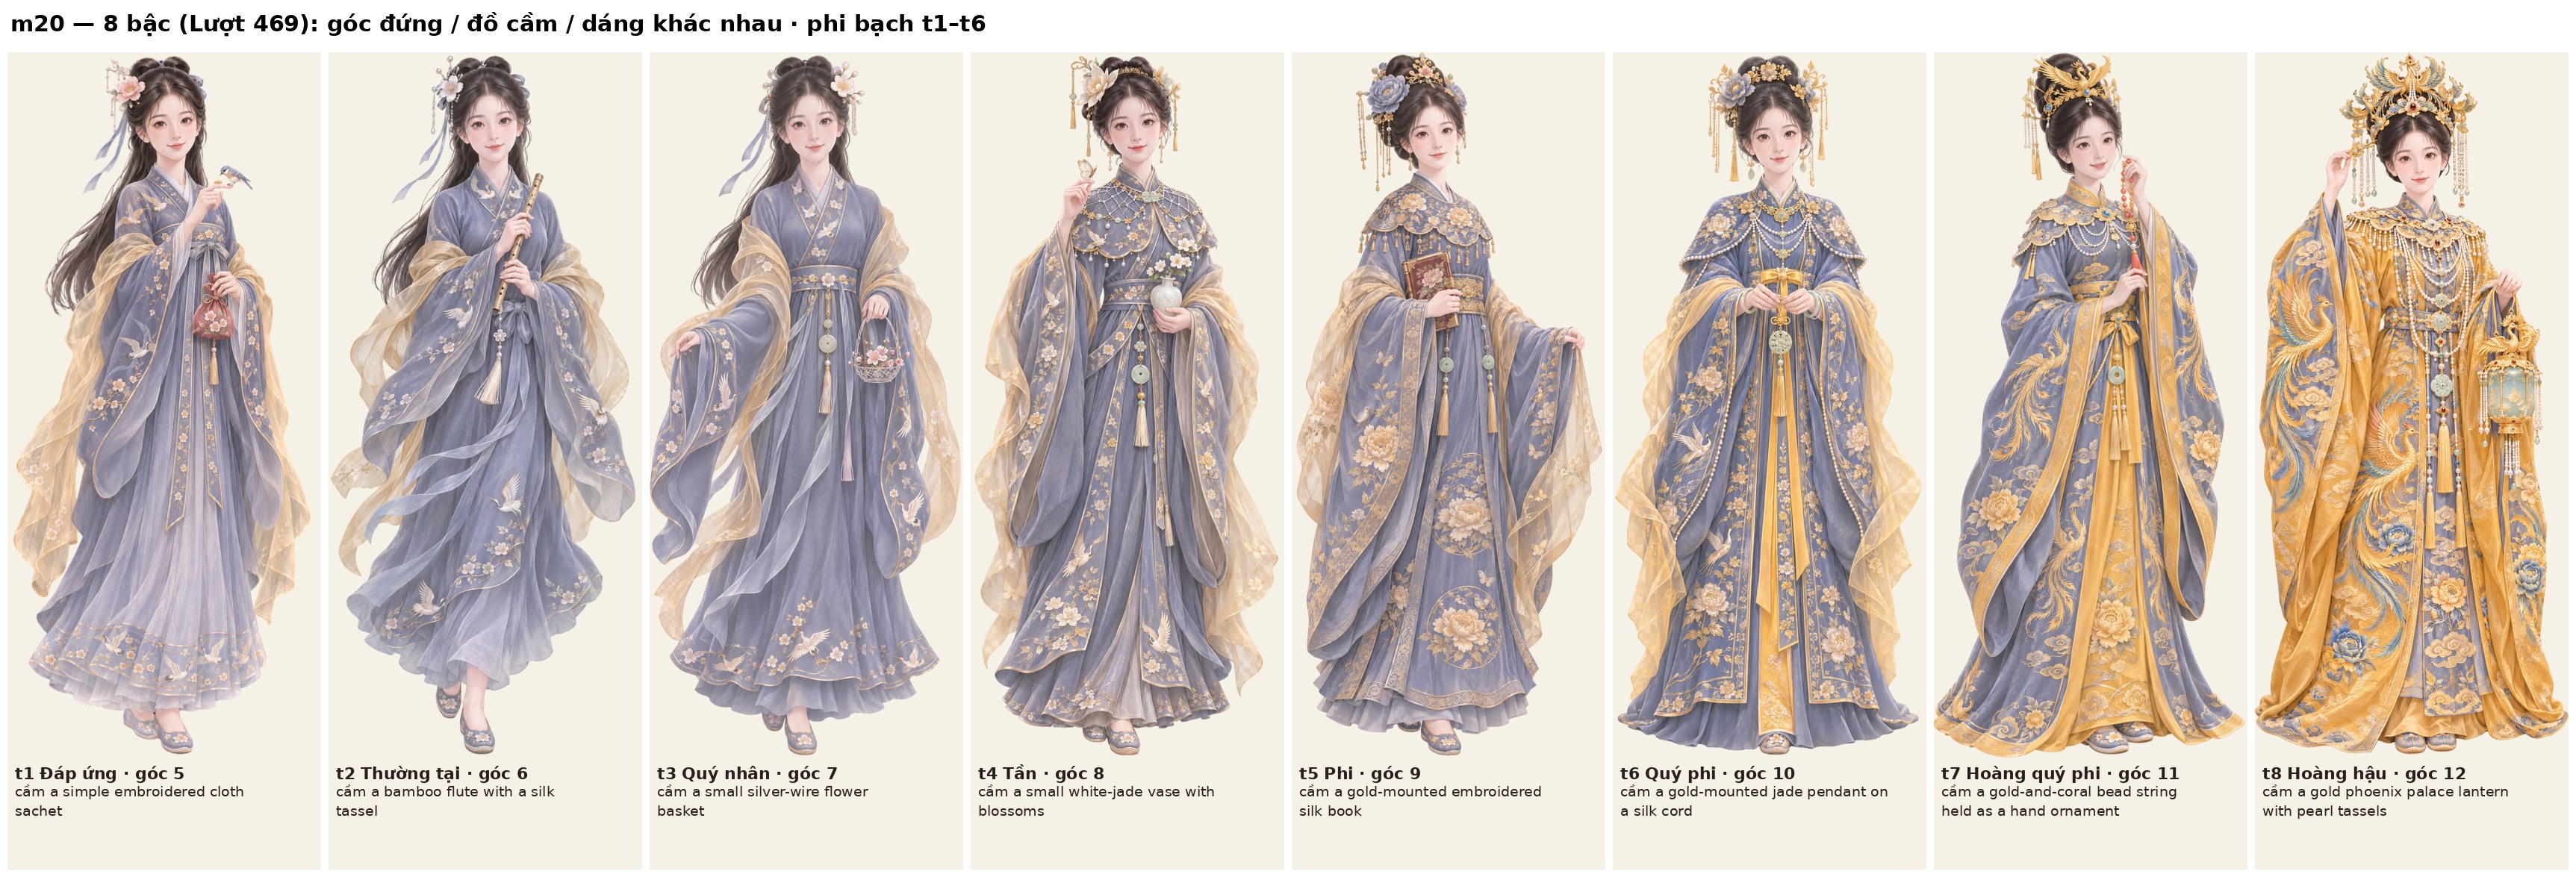 m20 — 8 bậc (Lượt 469): góc đứng / đồ cầm / dáng khác nhau · phi bạch t1–t6
t1 Đáp ứng · góc 5
cầm a simple embroidered cloth
sachet
t2 Thường tại · góc 6
cầm a bamboo flute with a silk
tassel
t3 Quý nhân · góc 7
cầm a small silver-wire flower
basket
t4 Tần · góc 8
cầm a small white-jade vase with
blossoms
t5 Phi · góc 9
cầm a gold-mounted embroidered
silk book
t6 Quý phi · góc 10
cầm a gold-mounted jade pendant on
a silk cord
t7 Hoàng quý phi · góc 11
cầm a gold-and-coral bead string
held as a hand ornament
t8 Hoàng hậu · góc 12
cầm a gold phoenix palace lantern
with pearl tassels